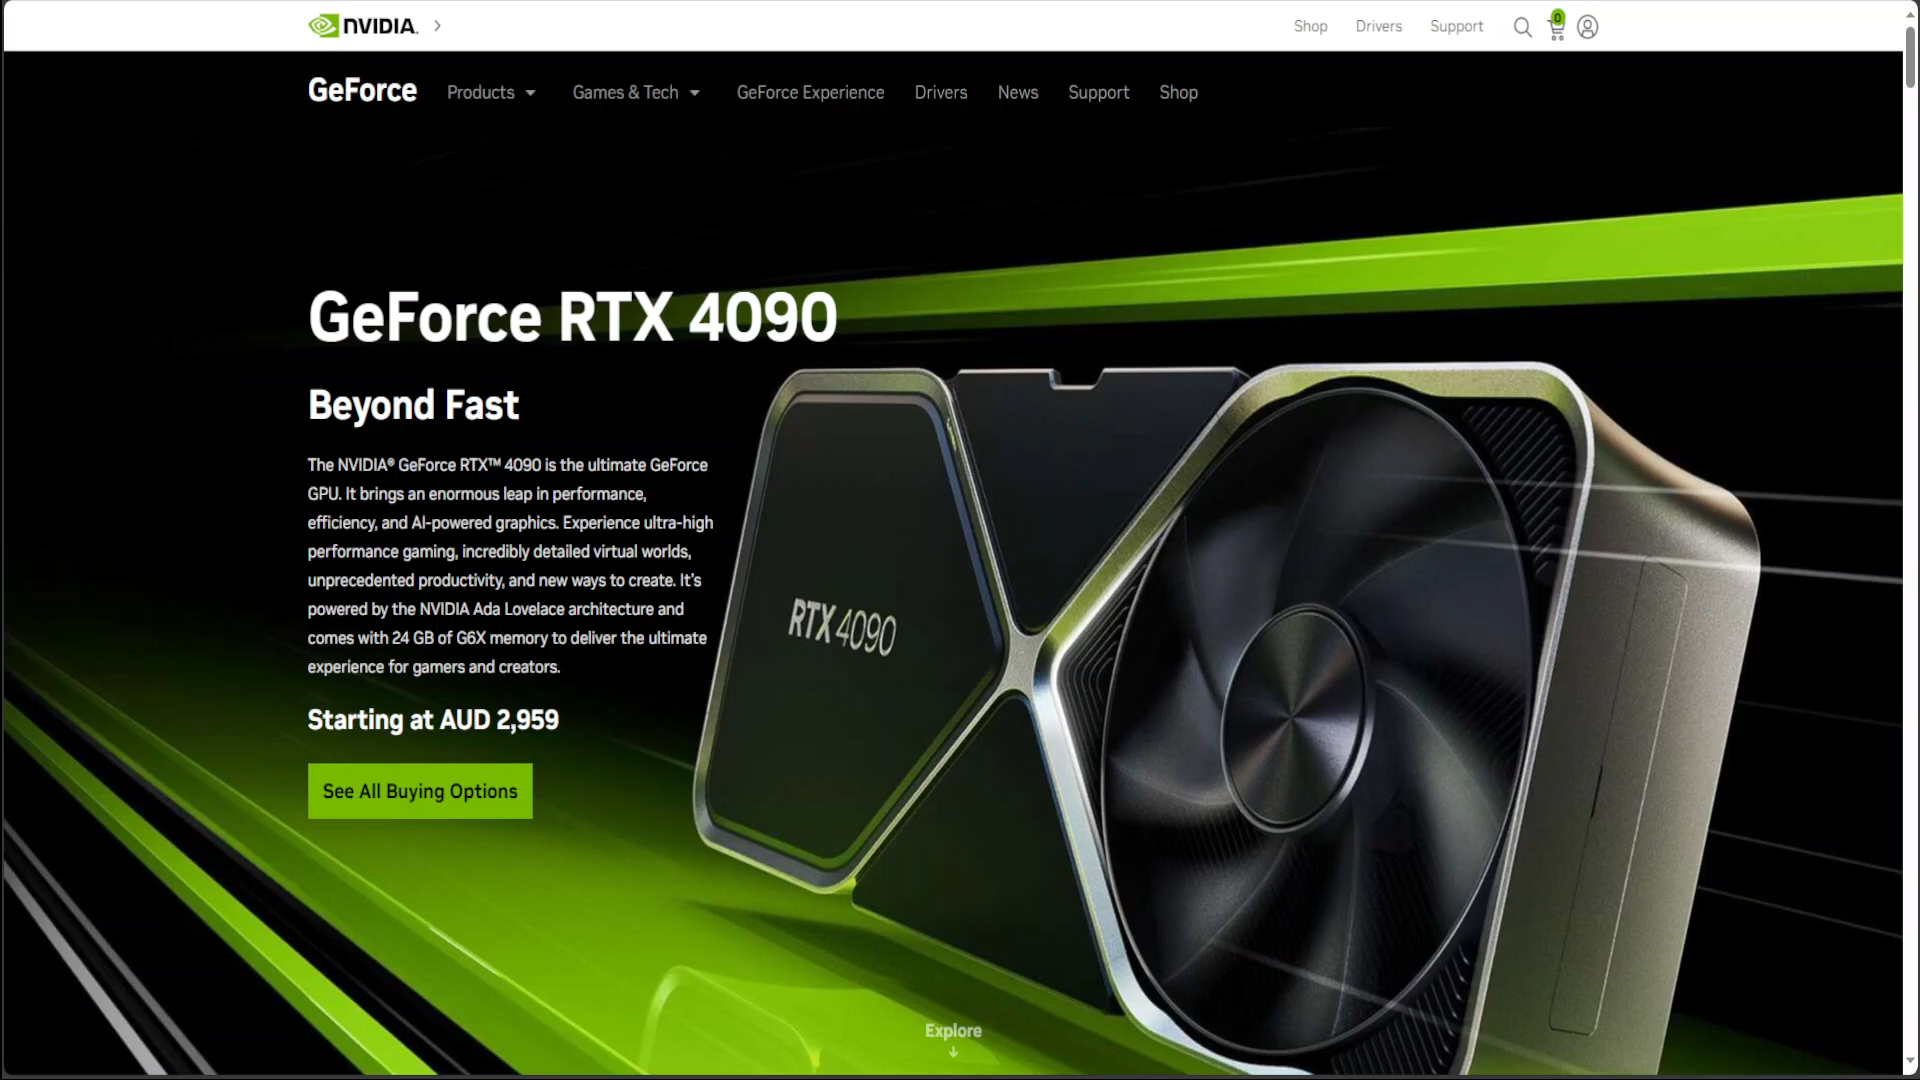 NVIDIA.
Shop Drivers Support 0
GeForce Products Games & Tech GeForce Experience Drivers News Support Shop
GeForce RTX 4090
Beyond Fast
The NVIDIA® GeForce RTX™ 4090 is the ultimate GeForce
GPU. It brings an enormous leap in performance,
efficiency, and AI-powered graphics. Experience ultra-high
performance gaming, incredibly detailed virtual worlds,
unprecedented productivity, and new ways to create. It’s
powered by the NVIDIA Ada Lovelace architecture and
comes with 24 GB of G6X memory to deliver the ultimate
experience for gamers and creators.
Starting at AUD 2,959
See All Buying Options
RTX 4090
Explore